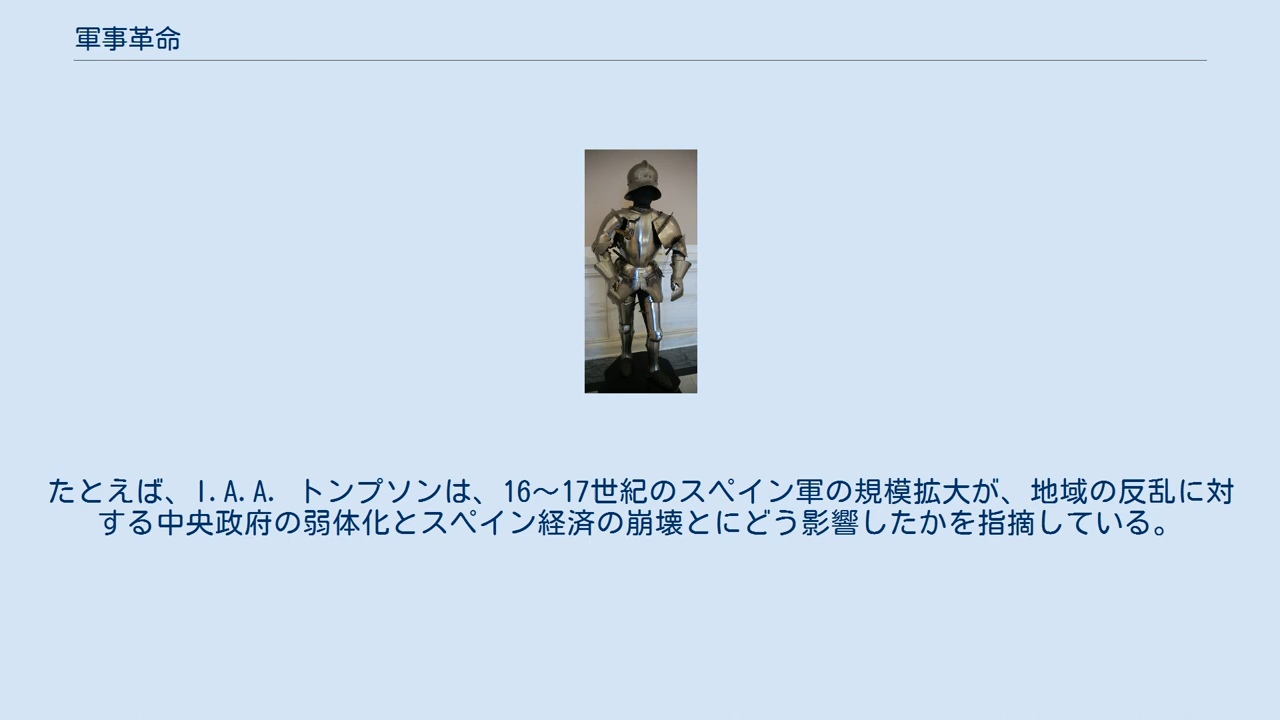 軍事革命
たとえば、I.A.A. トンプソンは、16～17世紀のスペイン軍の規模拡大が、地域の反乱に対
する中央政府の弱体化とスペイン経済の崩壊とにどう影響したかを指摘している。